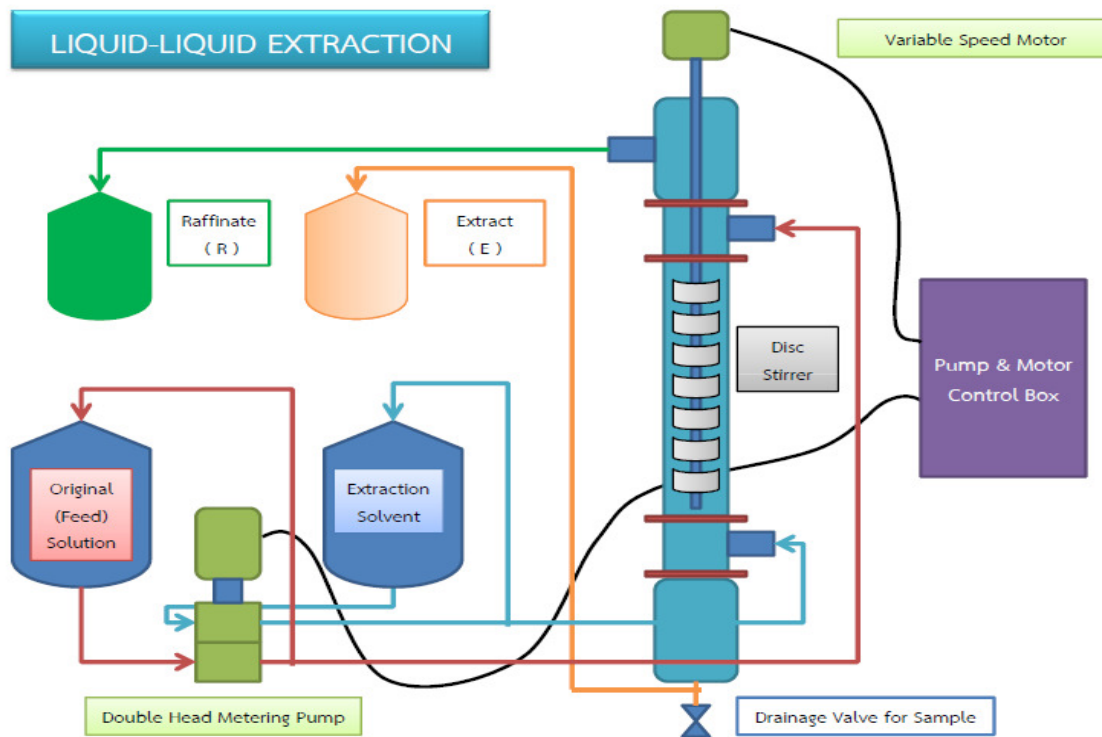 LIQUID-LIQUID EXTRACTION
Variable Speed Motor
Raffinate
( R )
Extract
( E )
Disc
Stirrer
Pump & Motor
Control Box
Original
(Feed)
Solution
Extraction
Solvent
Double Head Metering Pump
Drainage Valve for Sample